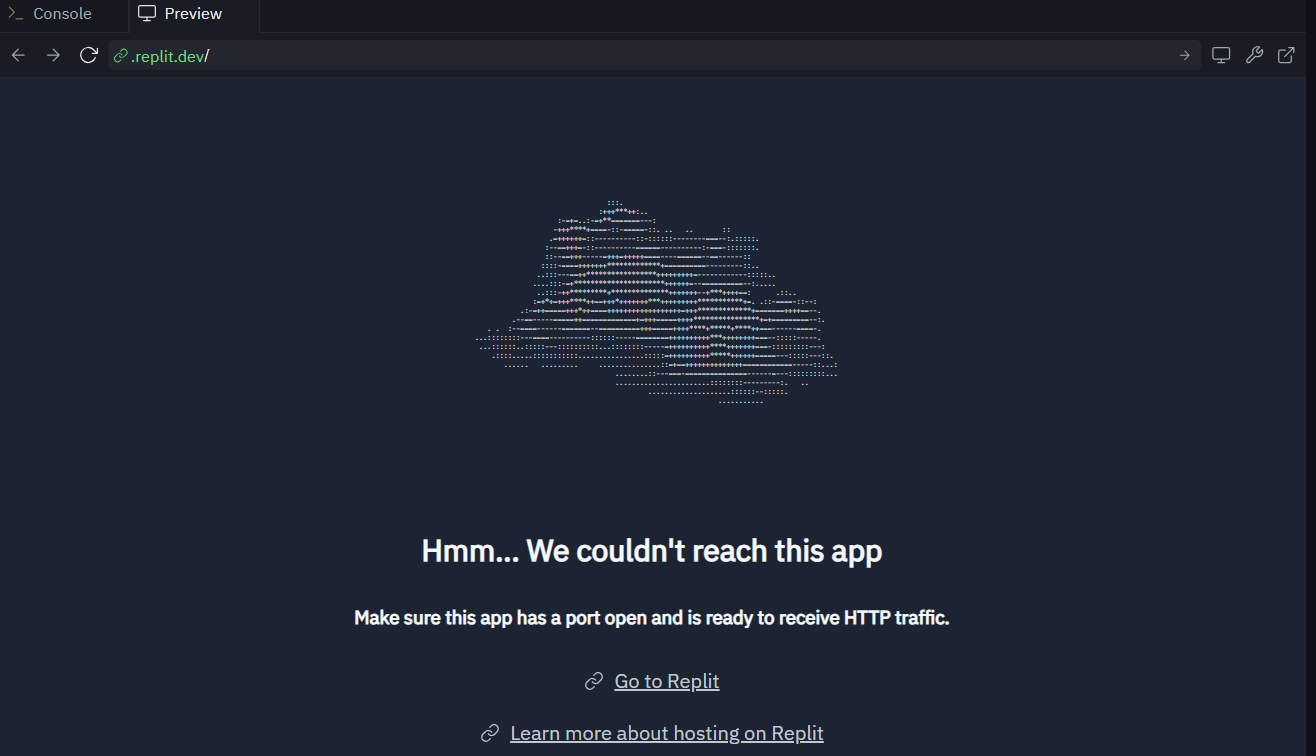 Console
Preview
.replit.dev/
Hmm... We couldn't reach this app
Make sure this app has a port open and is ready to receive HTTP traffic.
Go to Replit
Learn more about hosting on Replit